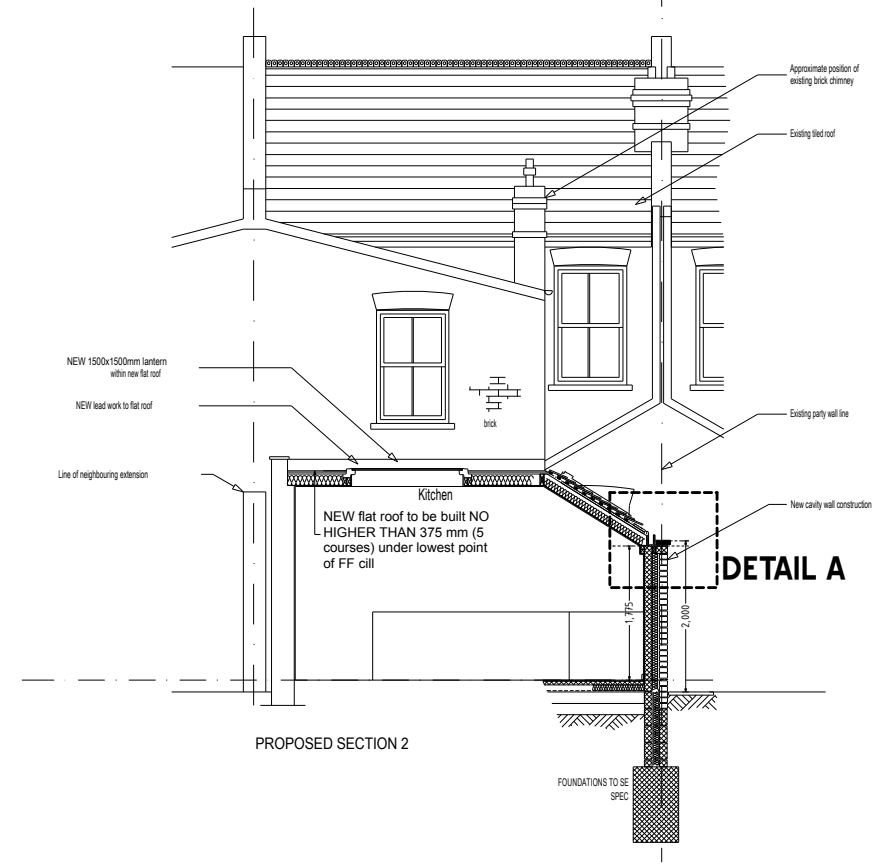 Approximate position of
existing brick chimney
Existing tiled roof
NEW 1500x1500mm lantern
within new flat roof
NEW lead work to flat roof
brick
Existing party wall line
Line of neighbouring extension
Kitchen
NEW flat roof to be built NO
HIGHER THAN 375 mm (5
courses) under lowest point
of FF cill
New cavity wall construction
DETAIL A
1,775
2,000
PROPOSED SECTION 2
FOUNDATIONS TO SE
SPEC